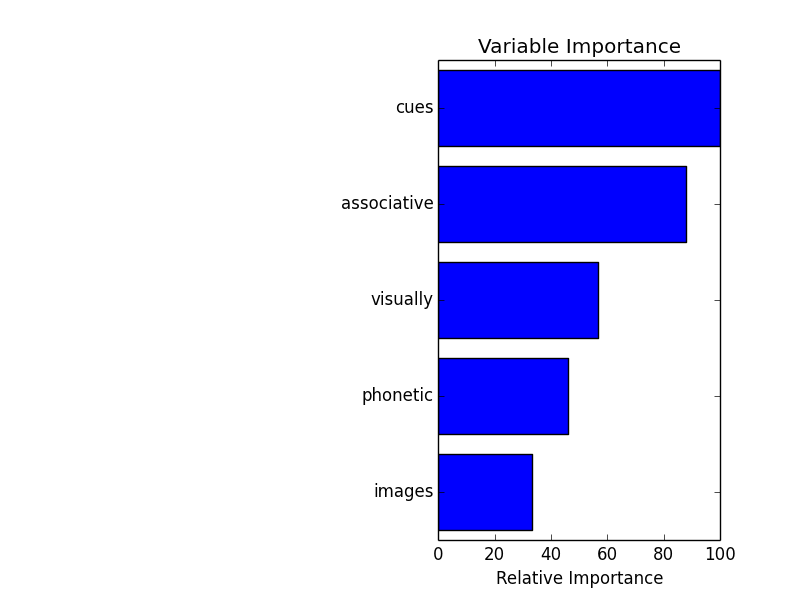 Variable Importance
cues
associative
visually
phonetic
images
0 20 40 60 80 100
Relative Importance